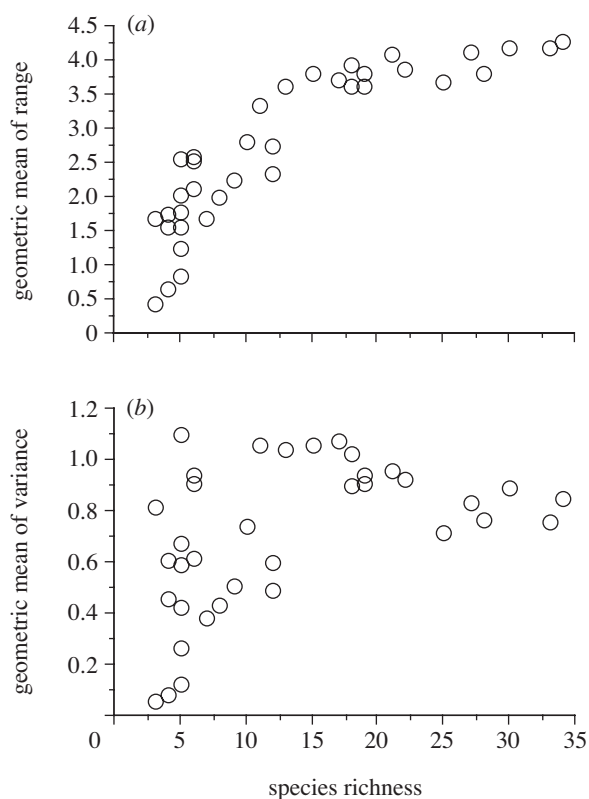 (a)
4.5
4.0
3.5
3.0
2.5
2.0
1.5
1.0
0.5
0
geometric mean of range
(b)
1.2
1.0
0.8
0.6
0.4
0.2
geometric mean of variance
0 5 10 15 20 25 30 35
species richness